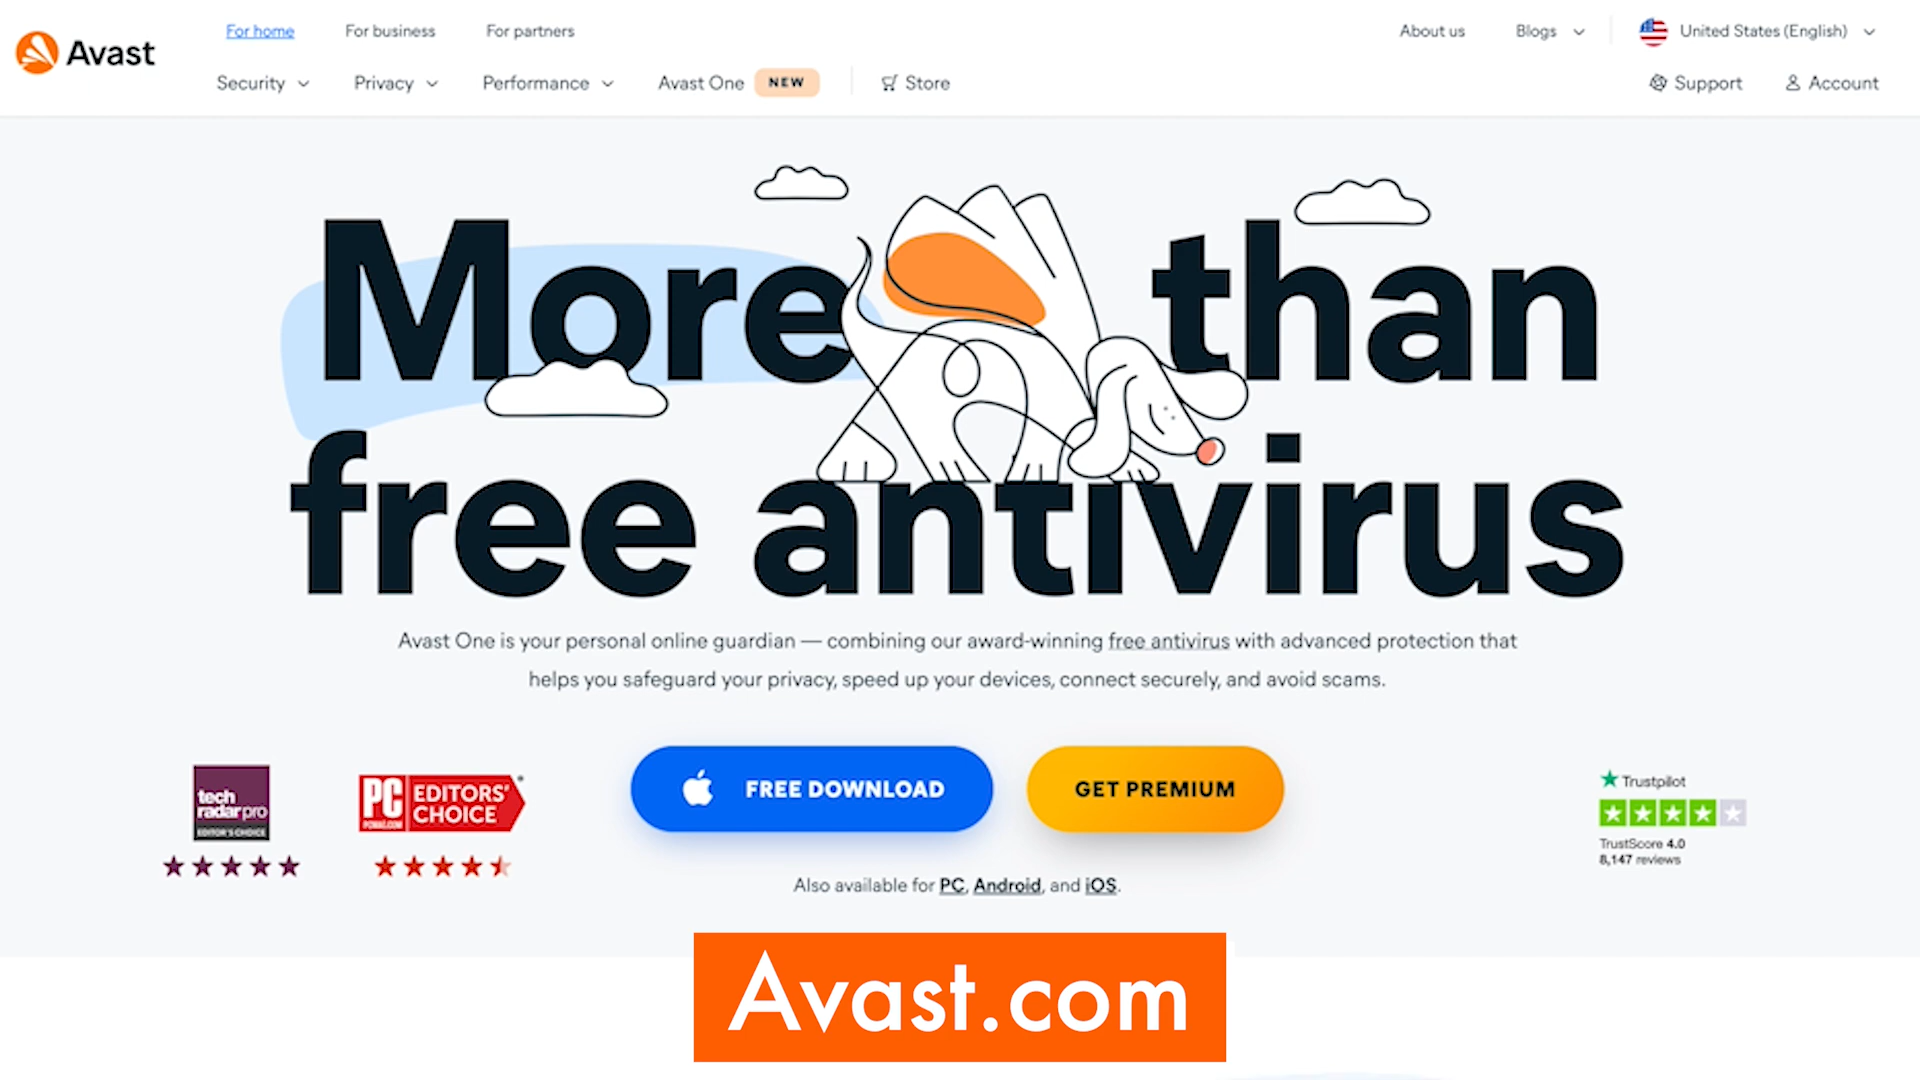 Avast
For home
For business
For partners
About us
Blogs
United States (English)
Security
Privacy
Performance
Avast One
NEW
Store
Support
Account
More than
free antivirus
Avast One is your personal online guardian — combining our award-winning free antivirus with advanced protection that
helps you safeguard your privacy, speed up your devices, connect securely, and avoid scams.
tech
radar pro
EDITOR'S CHOICE
PC
PCMAG.COM
EDITORS'
CHOICE
FREE DOWNLOAD
GET PREMIUM
Trustpilot
TrustScore 4.0
8,147 reviews
Also available for PC, Android, and iOS.
Avast.com